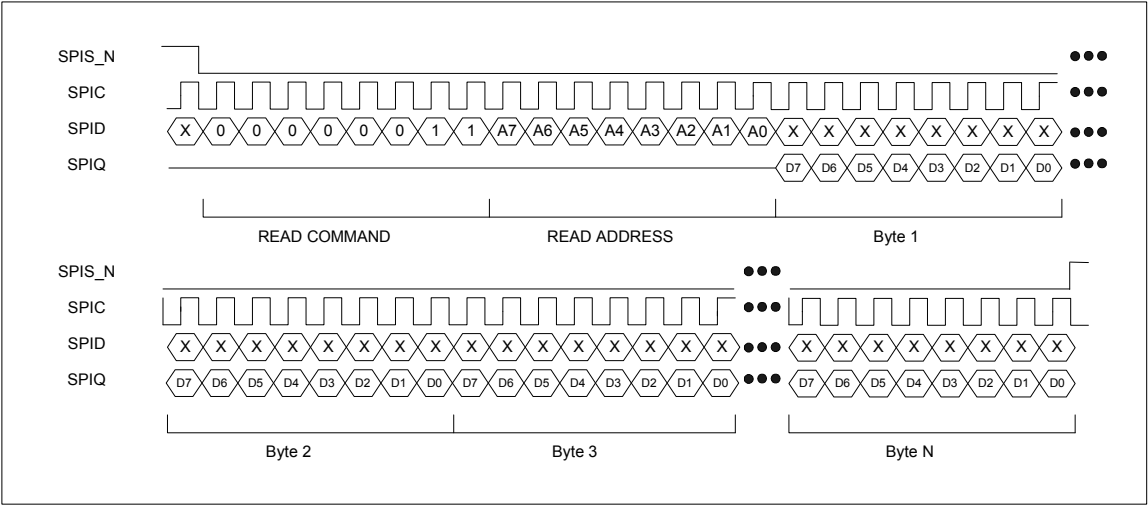 SPIS_N
SPIC
SPID X 0 0 0 0 0 0 1 1 A7 A6 A5 A4 A3 A2 A1 A0 X X X X X X X X
SPIQ D7 D6 D5 D4 D3 D2 D1 D0
READ COMMAND READ ADDRESS Byte 1
SPIS_N
SPIC
SPID X X X X X X X X X X X X X X X X X X X X X X X X
SPIQ D7 D6 D5 D4 D3 D2 D1 D0 D7 D6 D5 D4 D3 D2 D1 D0 D7 D6 D5 D4 D3 D2 D1 D0
Byte 2 Byte 3 Byte N